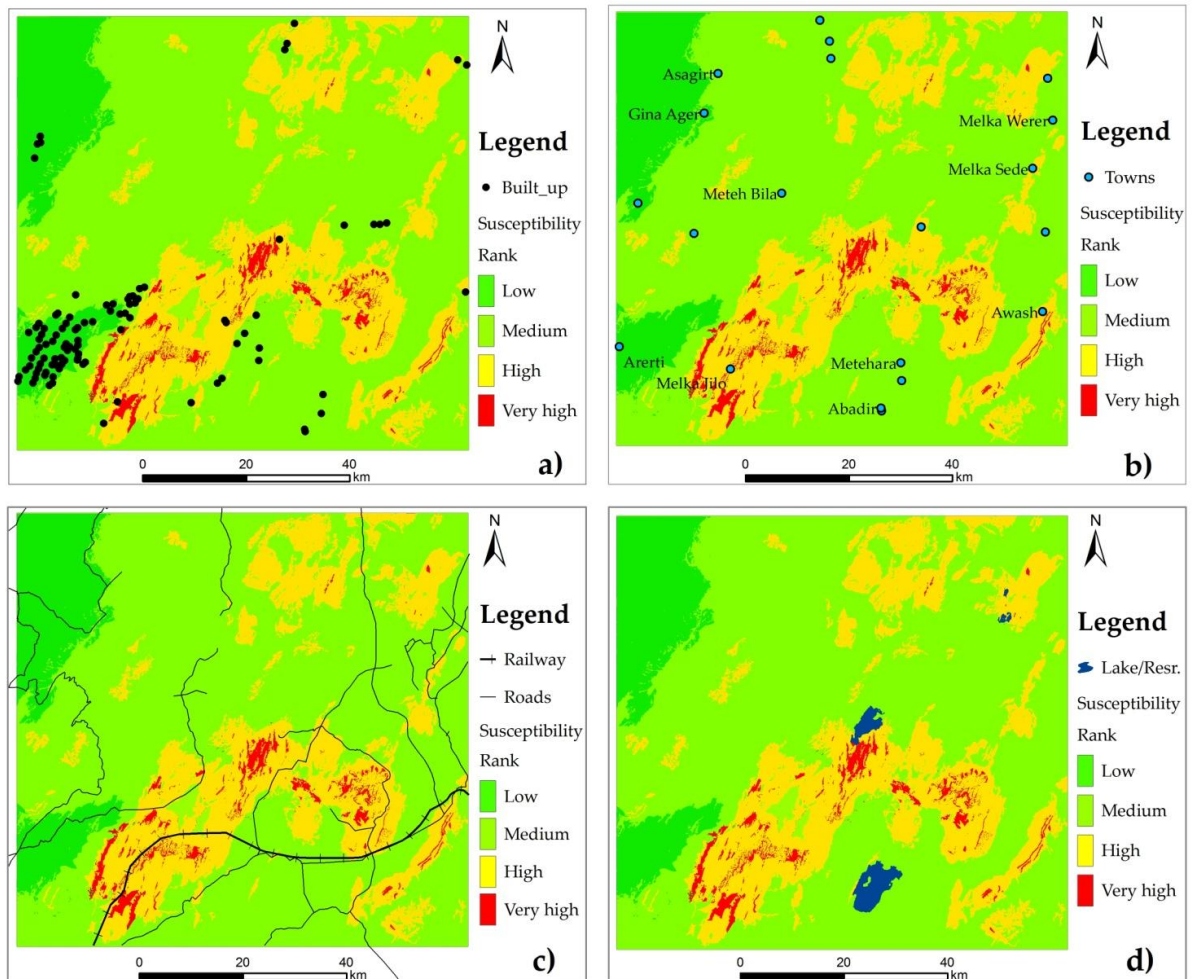 N
Legend
Built_up
Susceptibility
Rank
Low
Medium
High
Very high
0 20 40
km
a)
N
Asagirt
Gina Ager
Melka Werer
Melka Sede
Meteh Bila
Awash
Arerti
Metehara
Melka Jilo
Abadir
Legend
Towns
Susceptibility
Rank
Low
Medium
High
Very high
0 20 40
km
b)
N
Legend
Railway
Roads
Susceptibility
Rank
Low
Medium
High
Very high
0 20 40
km
c)
N
Legend
Lake/Resr.
Susceptibility
Rank
Low
Medium
High
Very high
0 20 40
km
d)